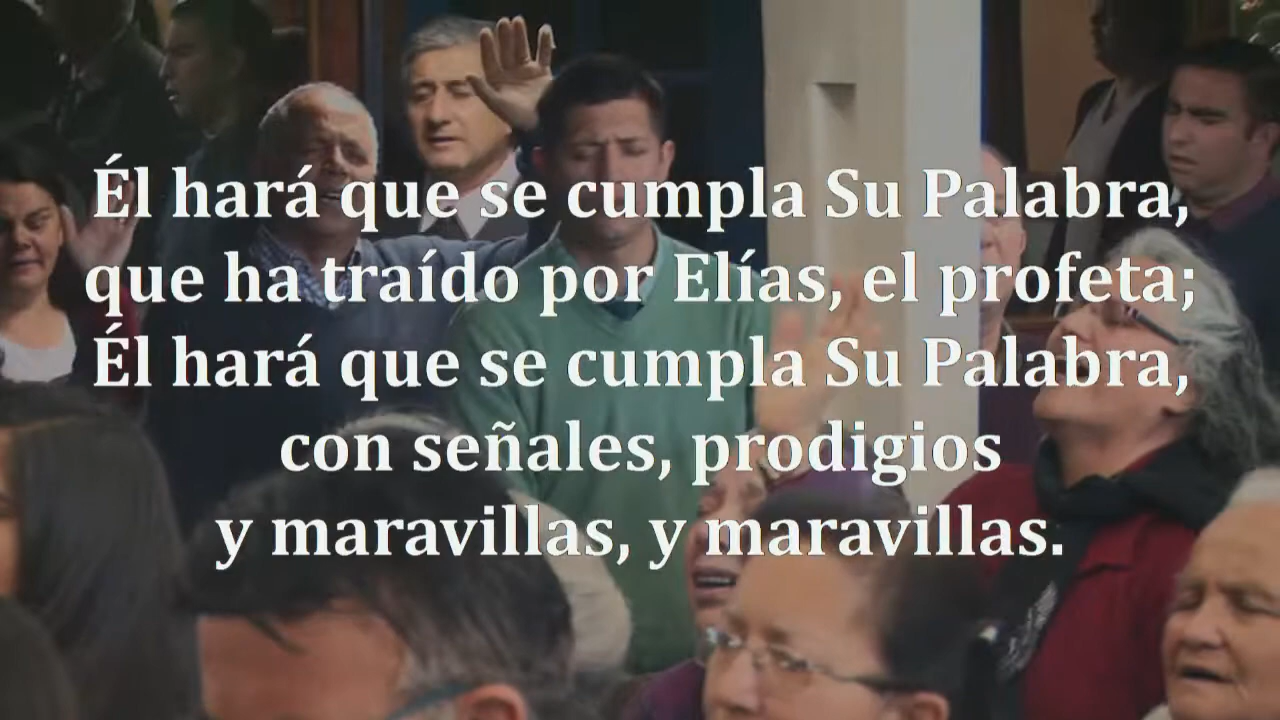 Él hará que se cumpla Su Palabra,
que ha traído por Elías, el profeta;
Él hará que se cumpla Su Palabra,
con señales, prodigios
y maravillas, y maravillas.